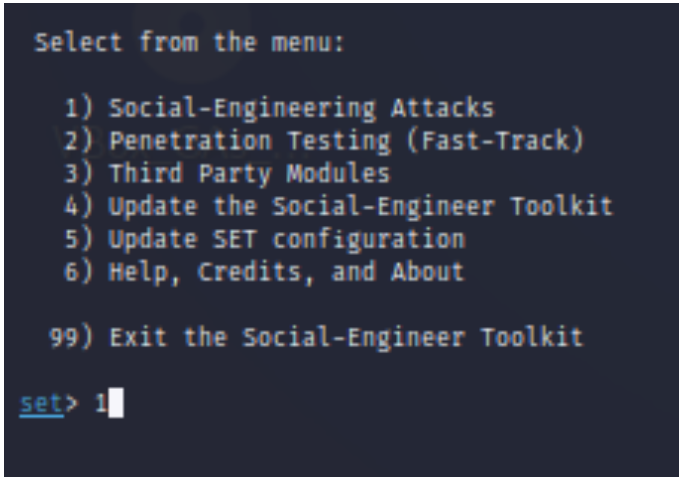 Select from the menu:
1) Social-Engineering Attacks
2) Penetration Testing (Fast-Track)
3) Third Party Modules
4) Update the Social-Engineer Toolkit
5) Update SET configuration
6) Help, Credits, and About
99) Exit the Social-Engineer Toolkit
set> 1